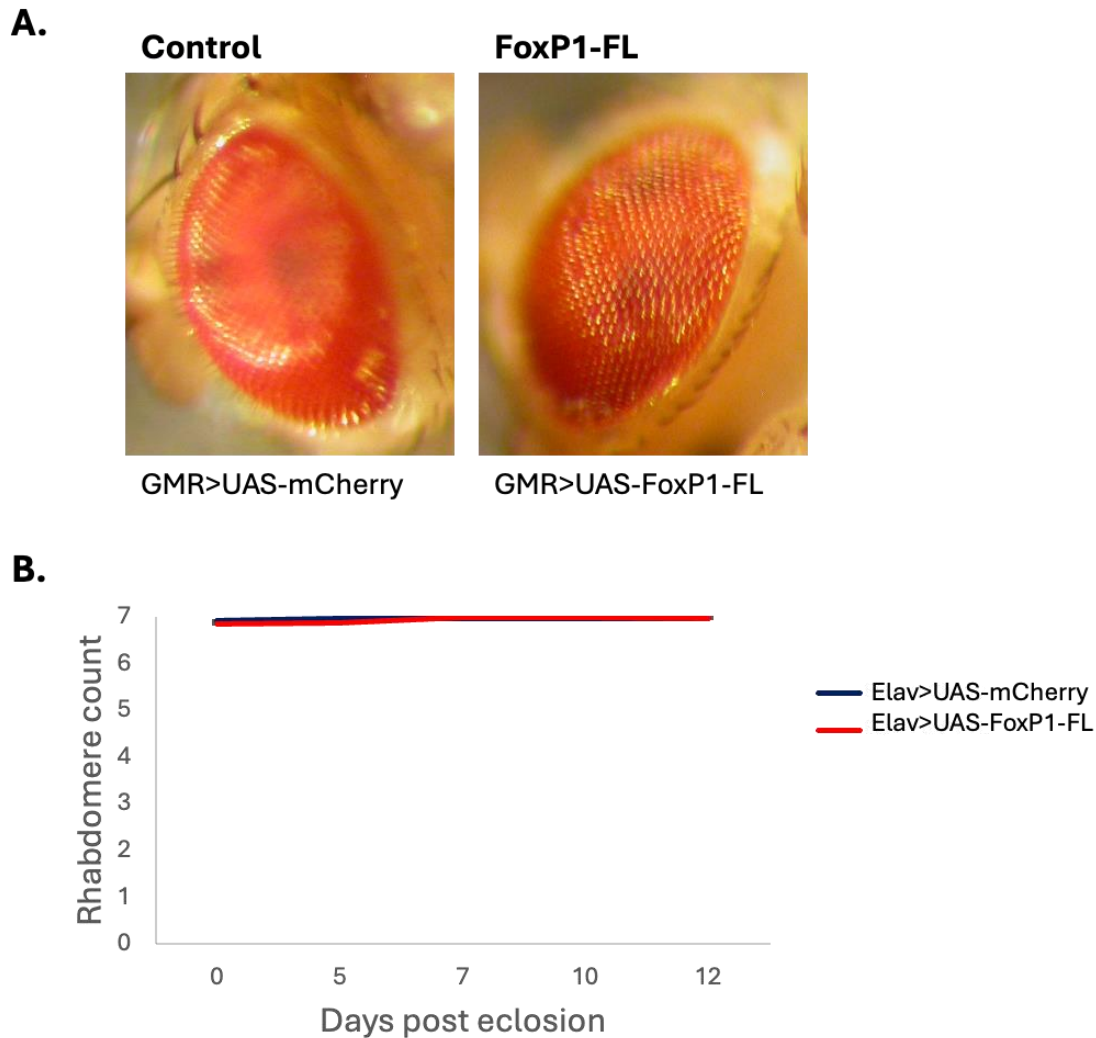 A.
Control
FoxP1-FL
GMR>UAS-mCherry
GMR>UAS-FoxP1-FL
B.
Rhabdomere count
7
6
5
4
3
2
1
0
0 5 7 10 12
Days post eclosion
Elav>UAS-mCherry
Elav>UAS-FoxP1-FL